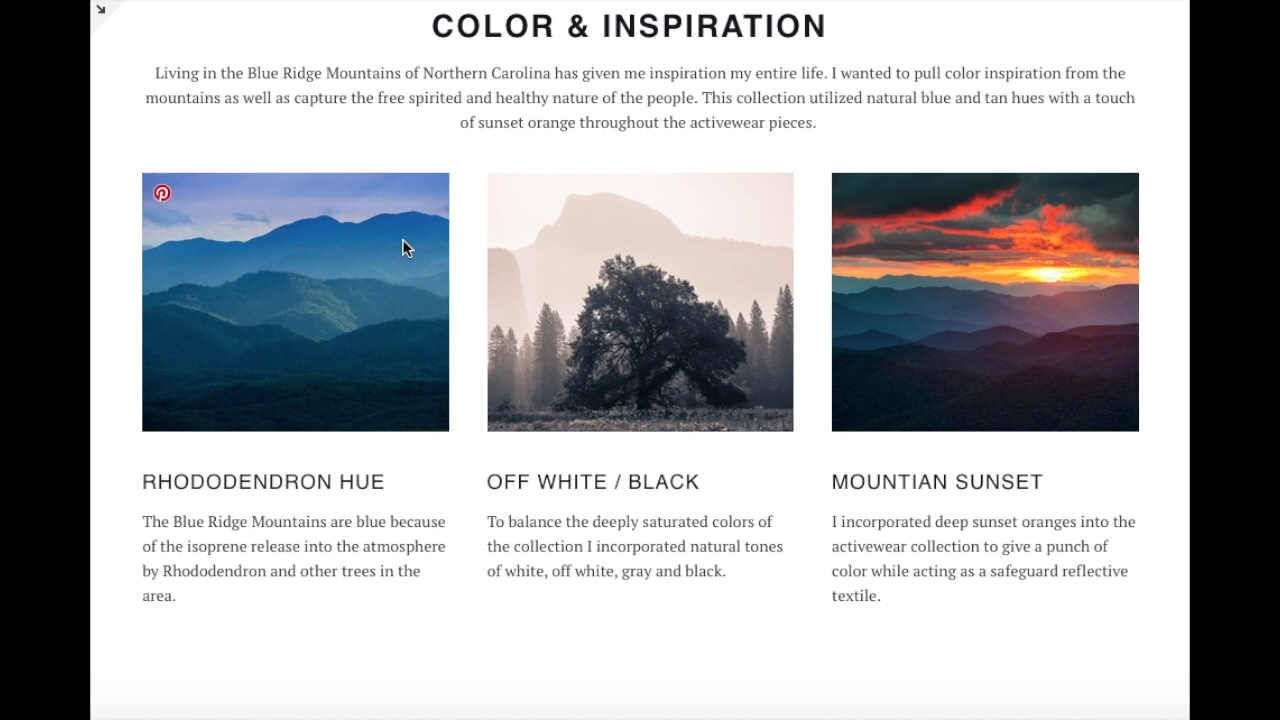 COLOR & INSPIRATION
Living in the Blue Ridge Mountains of Northern Carolina has given me inspiration my entire life. I wanted to pull color inspiration from the
mountains as well as capture the free spirited and healthy nature of the people. This collection utilized natural blue and tan hues with a touch
of sunset orange throughout the activewear pieces.
RHODODENDRON HUE
The Blue Ridge Mountains are blue because
of the isoprene release into the atmosphere
by Rhododendron and other trees in the
area.
OFF WHITE / BLACK
To balance the deeply saturated colors of
the collection I incorporated natural tones
of white, off white, gray and black.
MOUNTIAN SUNSET
I incorporated deep sunset oranges into the
activewear collection to give a punch of
color while acting as a safeguard reflective
textile.